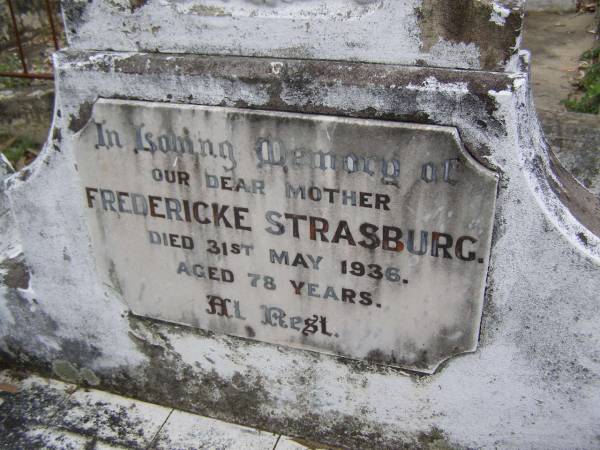 In Loving Memory of
OUR DEAR MOTHER
FREDERICKE STRASBURG.
DIED 31ST MAY 1936.
AGED 78 YEARS.
At Rest.